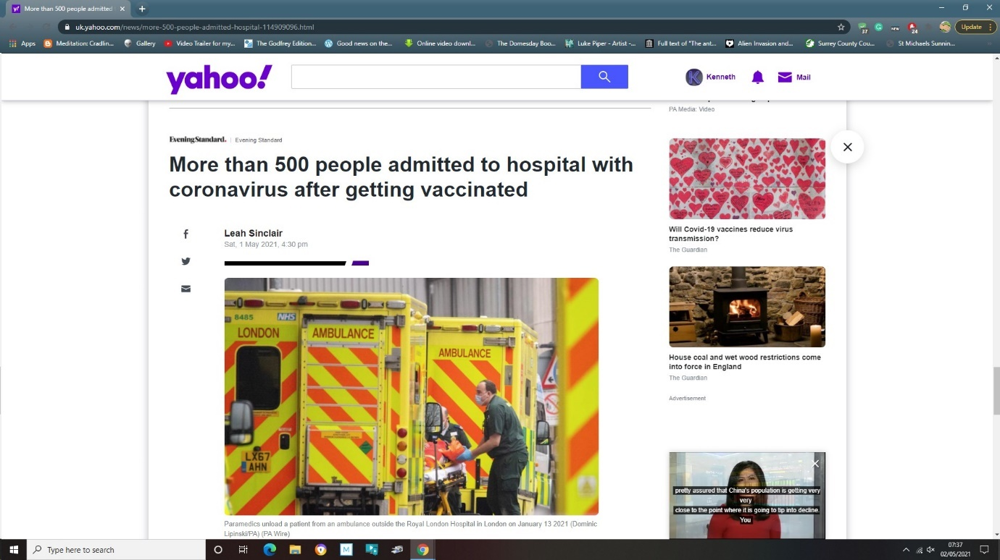 More than 500 people admitted
uk.yahoo.com/news/more-500-people-admitted-hospital-114909096.html
37
NEW
24
Update
Apps
Meditation: Cradlin...
Gallery
Video Trailer for my...
The Godfrey Edition...
Good news on the...
Online video downl...
The Domesday Boo...
Luke Piper - Artist -...
Full text of "The ant...
Alien Invasion and...
Surrey County Cou...
St Michaels Sunnin...
yahoo!
K
Kenneth
Mail
PA Media: Video
EveningStandard.
Evening Standard
More than 500 people admitted to hospital with
coronavirus after getting vaccinated
Leah Sinclair
Sat, 1 May 2021, 4:30 pm
8485
NHS
LONDON
AMBULANCE
AMBULANCE
LX67
AHN
Paramedics unload a patient from an ambulance outside the Royal London Hospital in London on January 13 2021 (Dominic
Lipinski/PA) (PA Wire)
Will Covid-19 vaccines reduce virus
transmission?
The Guardian
House coal and wet wood restrictions come
into force in England
The Guardian
Advertisement
pretty assured that China's population is getting very
very
close to the point where it is going to tip into decline.
You
Type here to search
M
07:37
02/05/2021